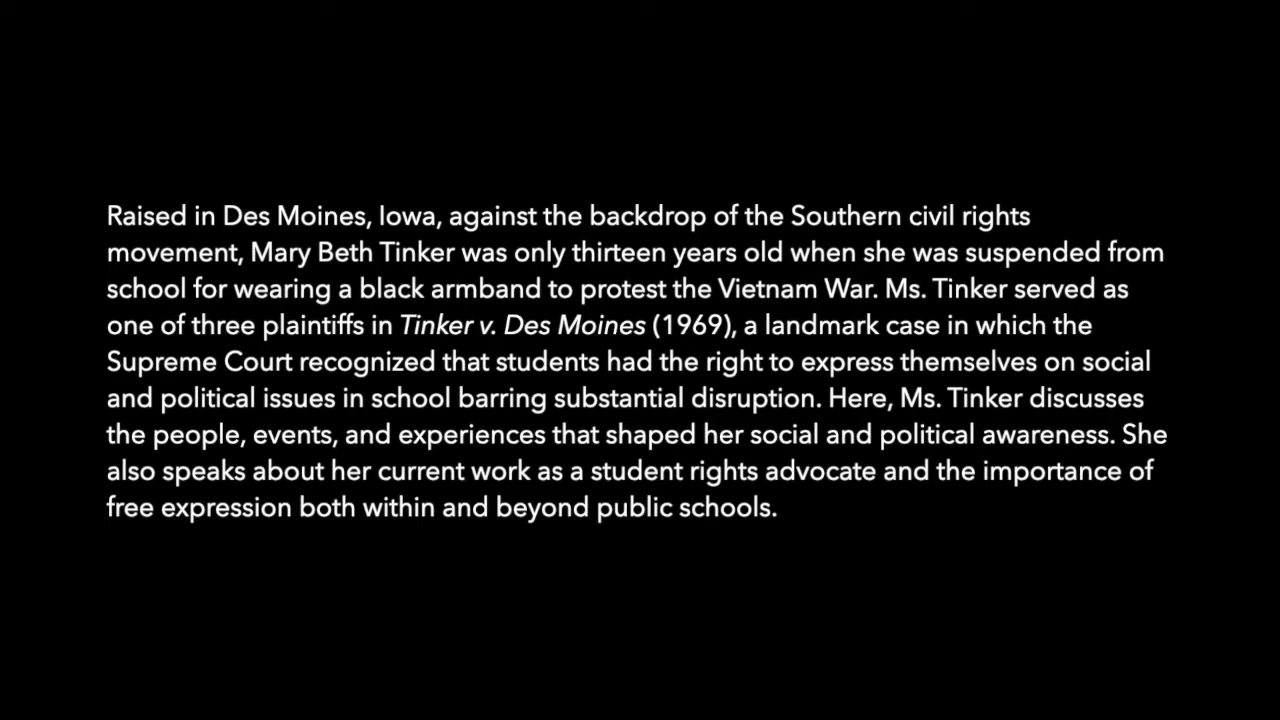 Raised in Des Moines, Iowa, against the backdrop of the Southern civil rights
movement, Mary Beth Tinker was only thirteen years old when she was suspended from
school for wearing a black armband to protest the Vietnam War. Ms. Tinker served as
one of three plaintiffs in Tinker v. Des Moines (1969), a landmark case in which the
Supreme Court recognized that students had the right to express themselves on social
and political issues in school barring substantial disruption. Here, Ms. Tinker discusses
the people, events, and experiences that shaped her social and political awareness. She
also speaks about her current work as a student rights advocate and the importance of
free expression both within and beyond public schools.